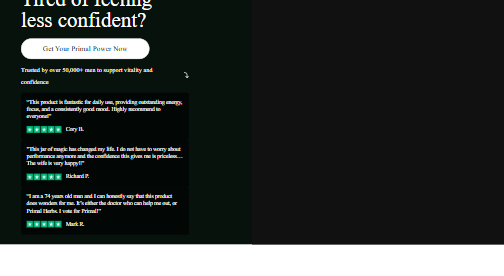 Tired of feeling
less confident?
Get Your Primal Power Now
Trusted by over 50,000+ men to support vitality and
confidence
"This product is fantastic for daily use, providing outstanding energy,
focus, and a consistently good mood. Highly recommend to
everyone!"
Cory B.
"This jar of magic has changed my life. I do not have to worry about
performance anymore and the confidence this gives me is priceless....
The wife is very happy!!"
Richard P.
"I am a 74 years old man and I can honestly say that this product
does wonders for me. It's either the doctor who can help me out, or
Primal Herbs. I vote for Primal!"
Mark R.